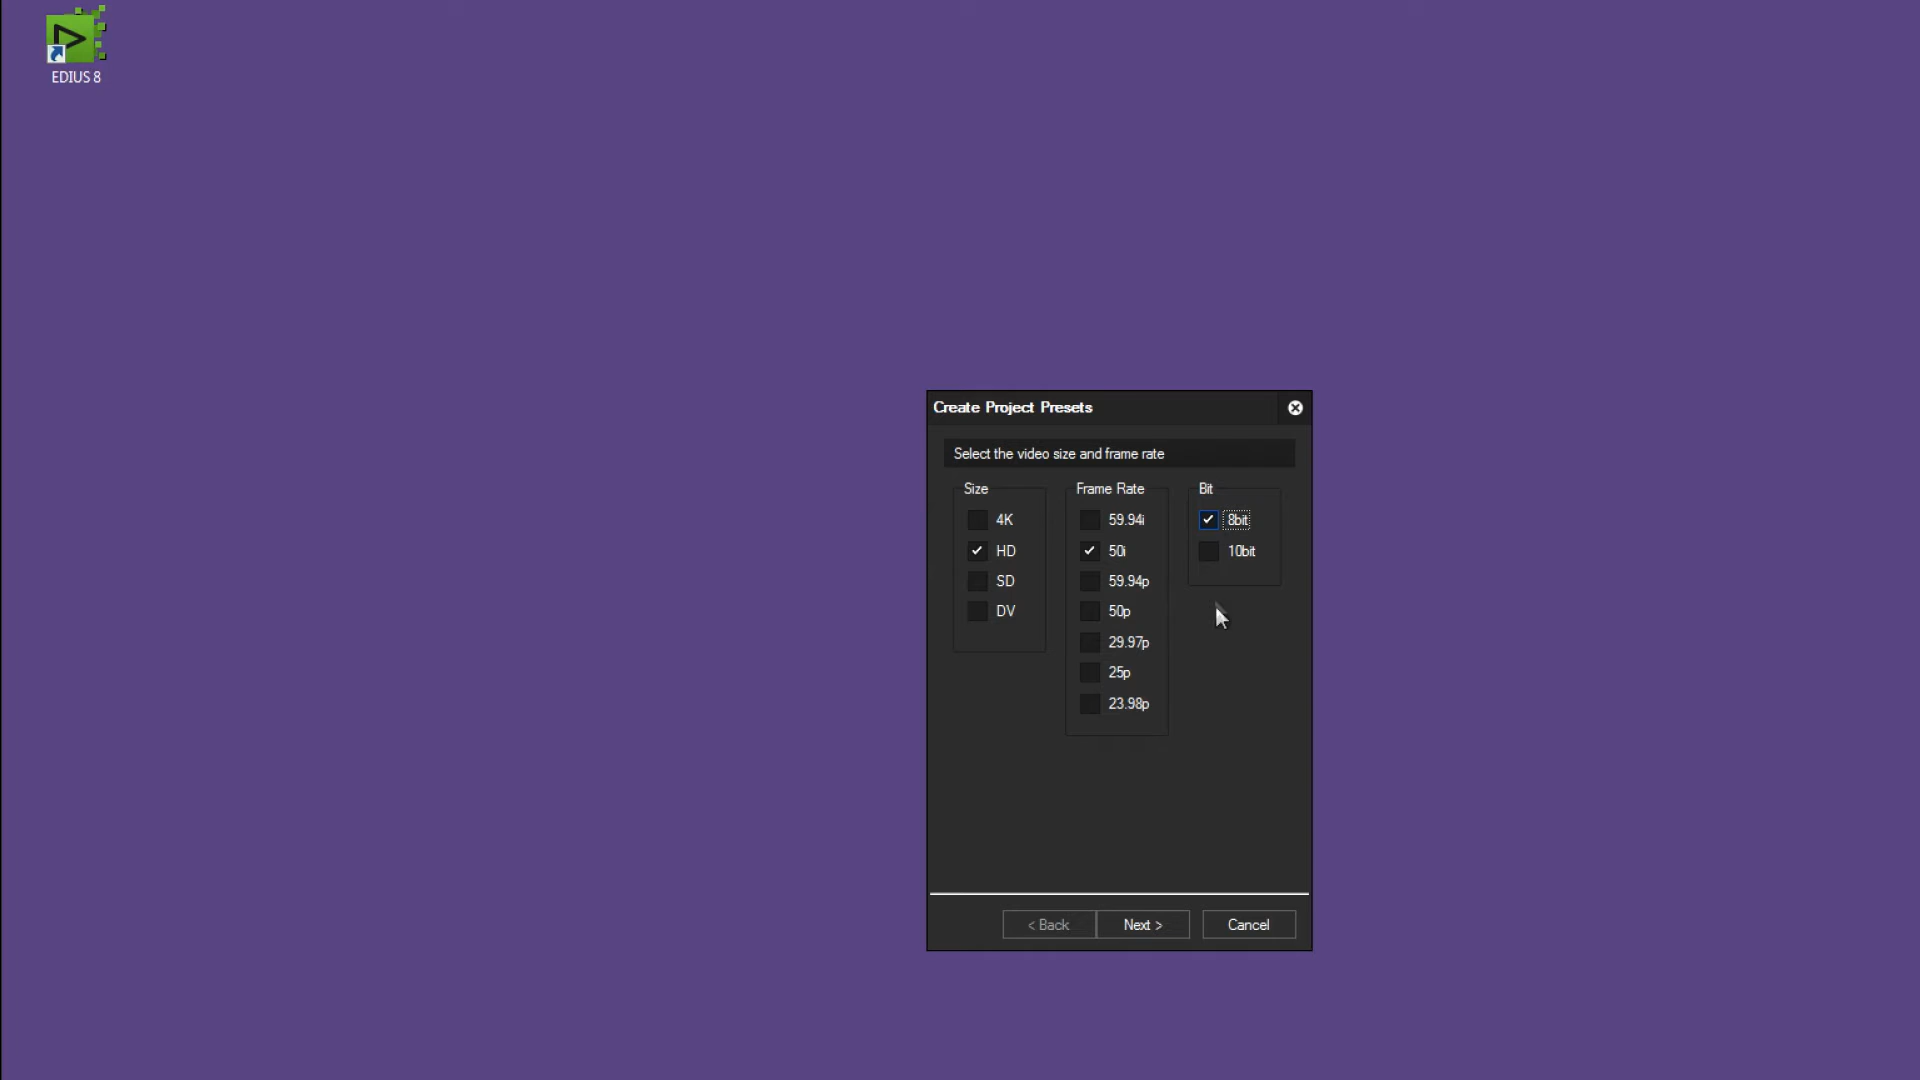 EDIUS 8
Create Project Presets
Select the video size and frame rate
Size
4K
HD
SD
DV
Frame Rate
59.94i
50i
59.94p
50p
29.97p
25p
23.98p
Bit
8bit
10bit
< Back
Next >
Cancel